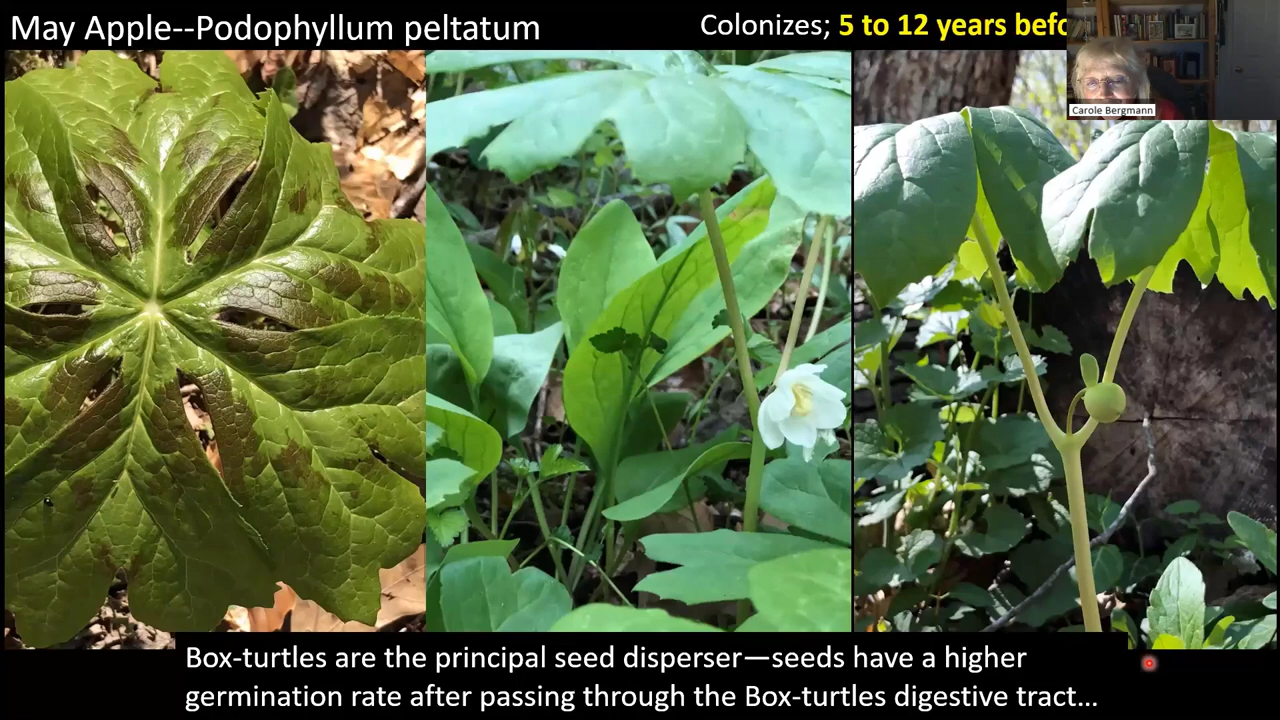 May Apple--Podophyllum peltatum
Colonizes; 5 to 12 years befo
Carole Bergmann
Box-turtles are the principal seed disperser—seeds have a higher
germination rate after passing through the Box-turtles digestive tract...